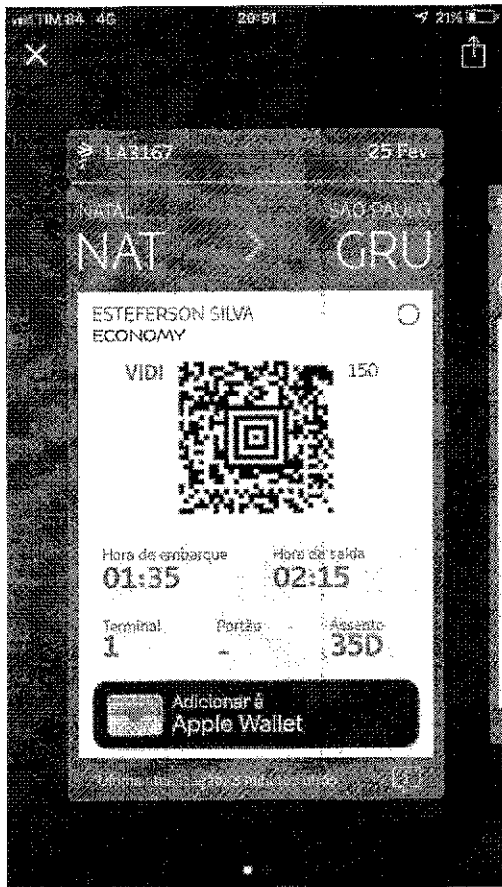 TIM 84 4G 20:51 21%
LA3167 25 Fev
NATAL SAO PAULO
NAT > GRU
ESTEFERSON SILVA
ECONOMY
VIDI 150
Hora de embarque Hora de saída
01:35 02:15
Terminal Portão Assento
1 - 35D
Adicionar à
Apple Wallet